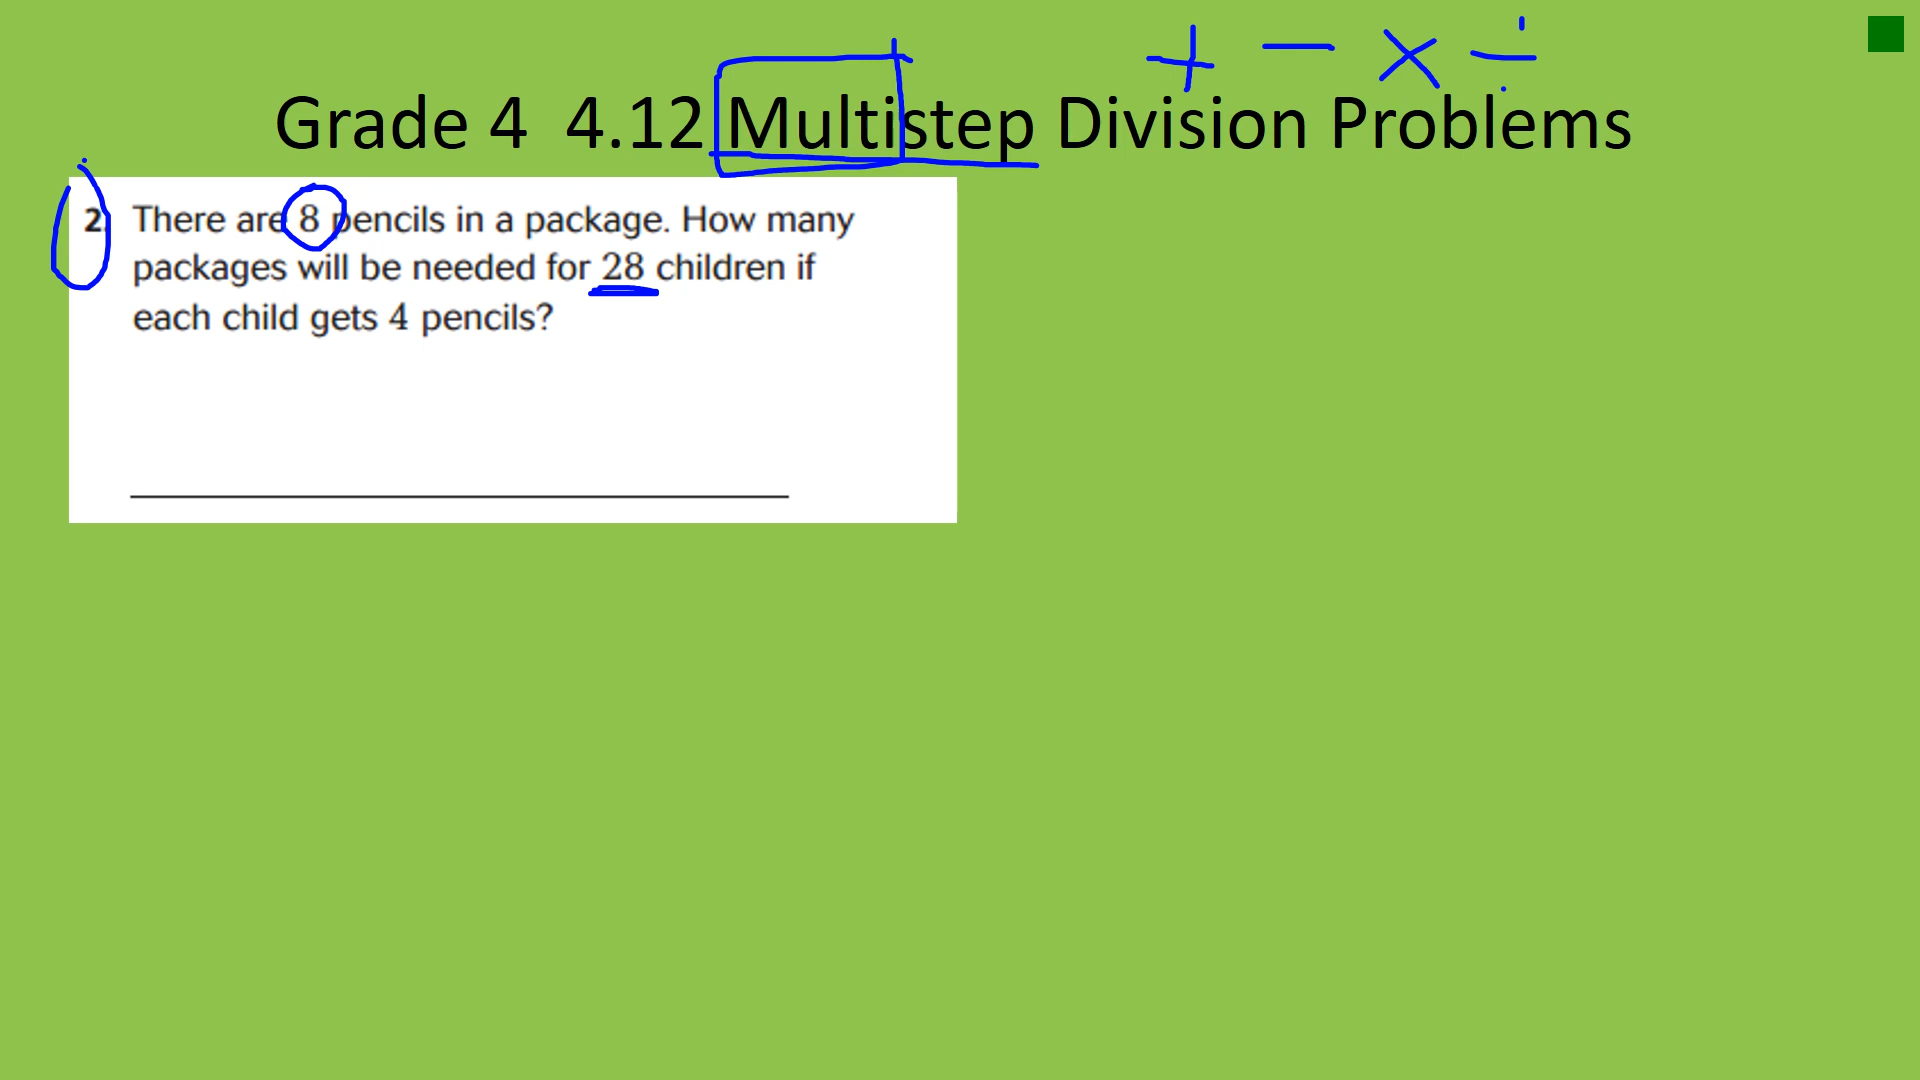 + - × ÷
Grade 4 4.12 Multistep Division Problems
2. There are 8 pencils in a package. How many
packages will be needed for 28 children if
each child gets 4 pencils?